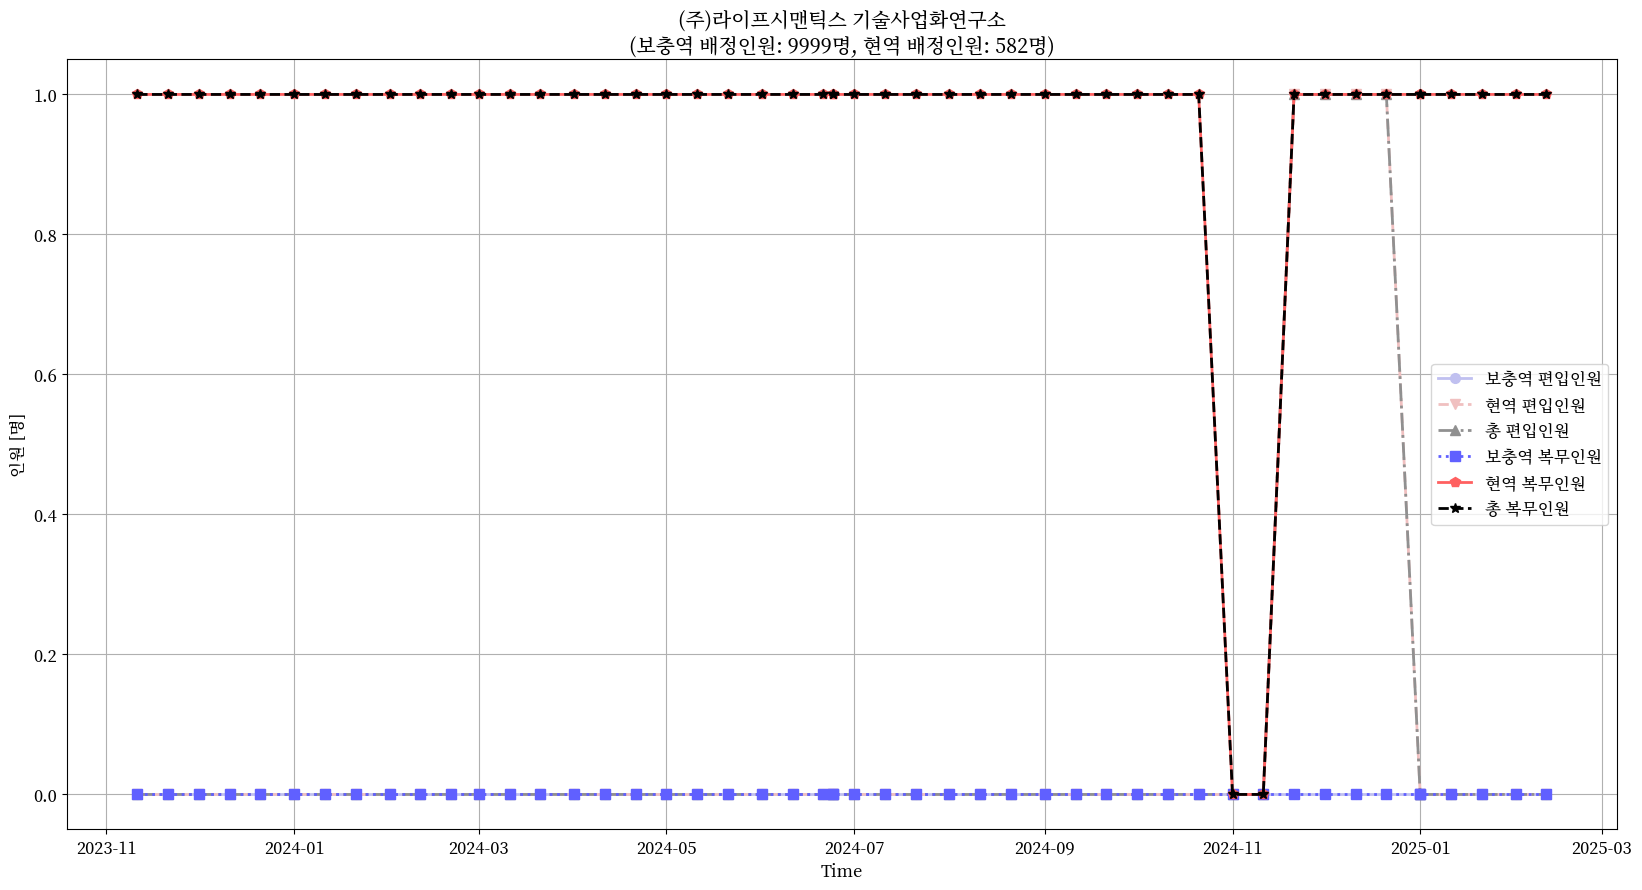 (주)라이프시맨틱스 기술사업화연구소
(보충역 배정인원: 9999명, 현역 배정인원: 582명)
1.0
0.8
0.6
0.4
0.2
0.0
인원 [명]
보충역 편입인원
현역 편입인원
총 편입인원
보충역 복무인원
현역 복무인원
총 복무인원
2023-11
2024-01
2024-03
2024-05
2024-07
2024-09
2024-11
2025-01
2025-03
Time